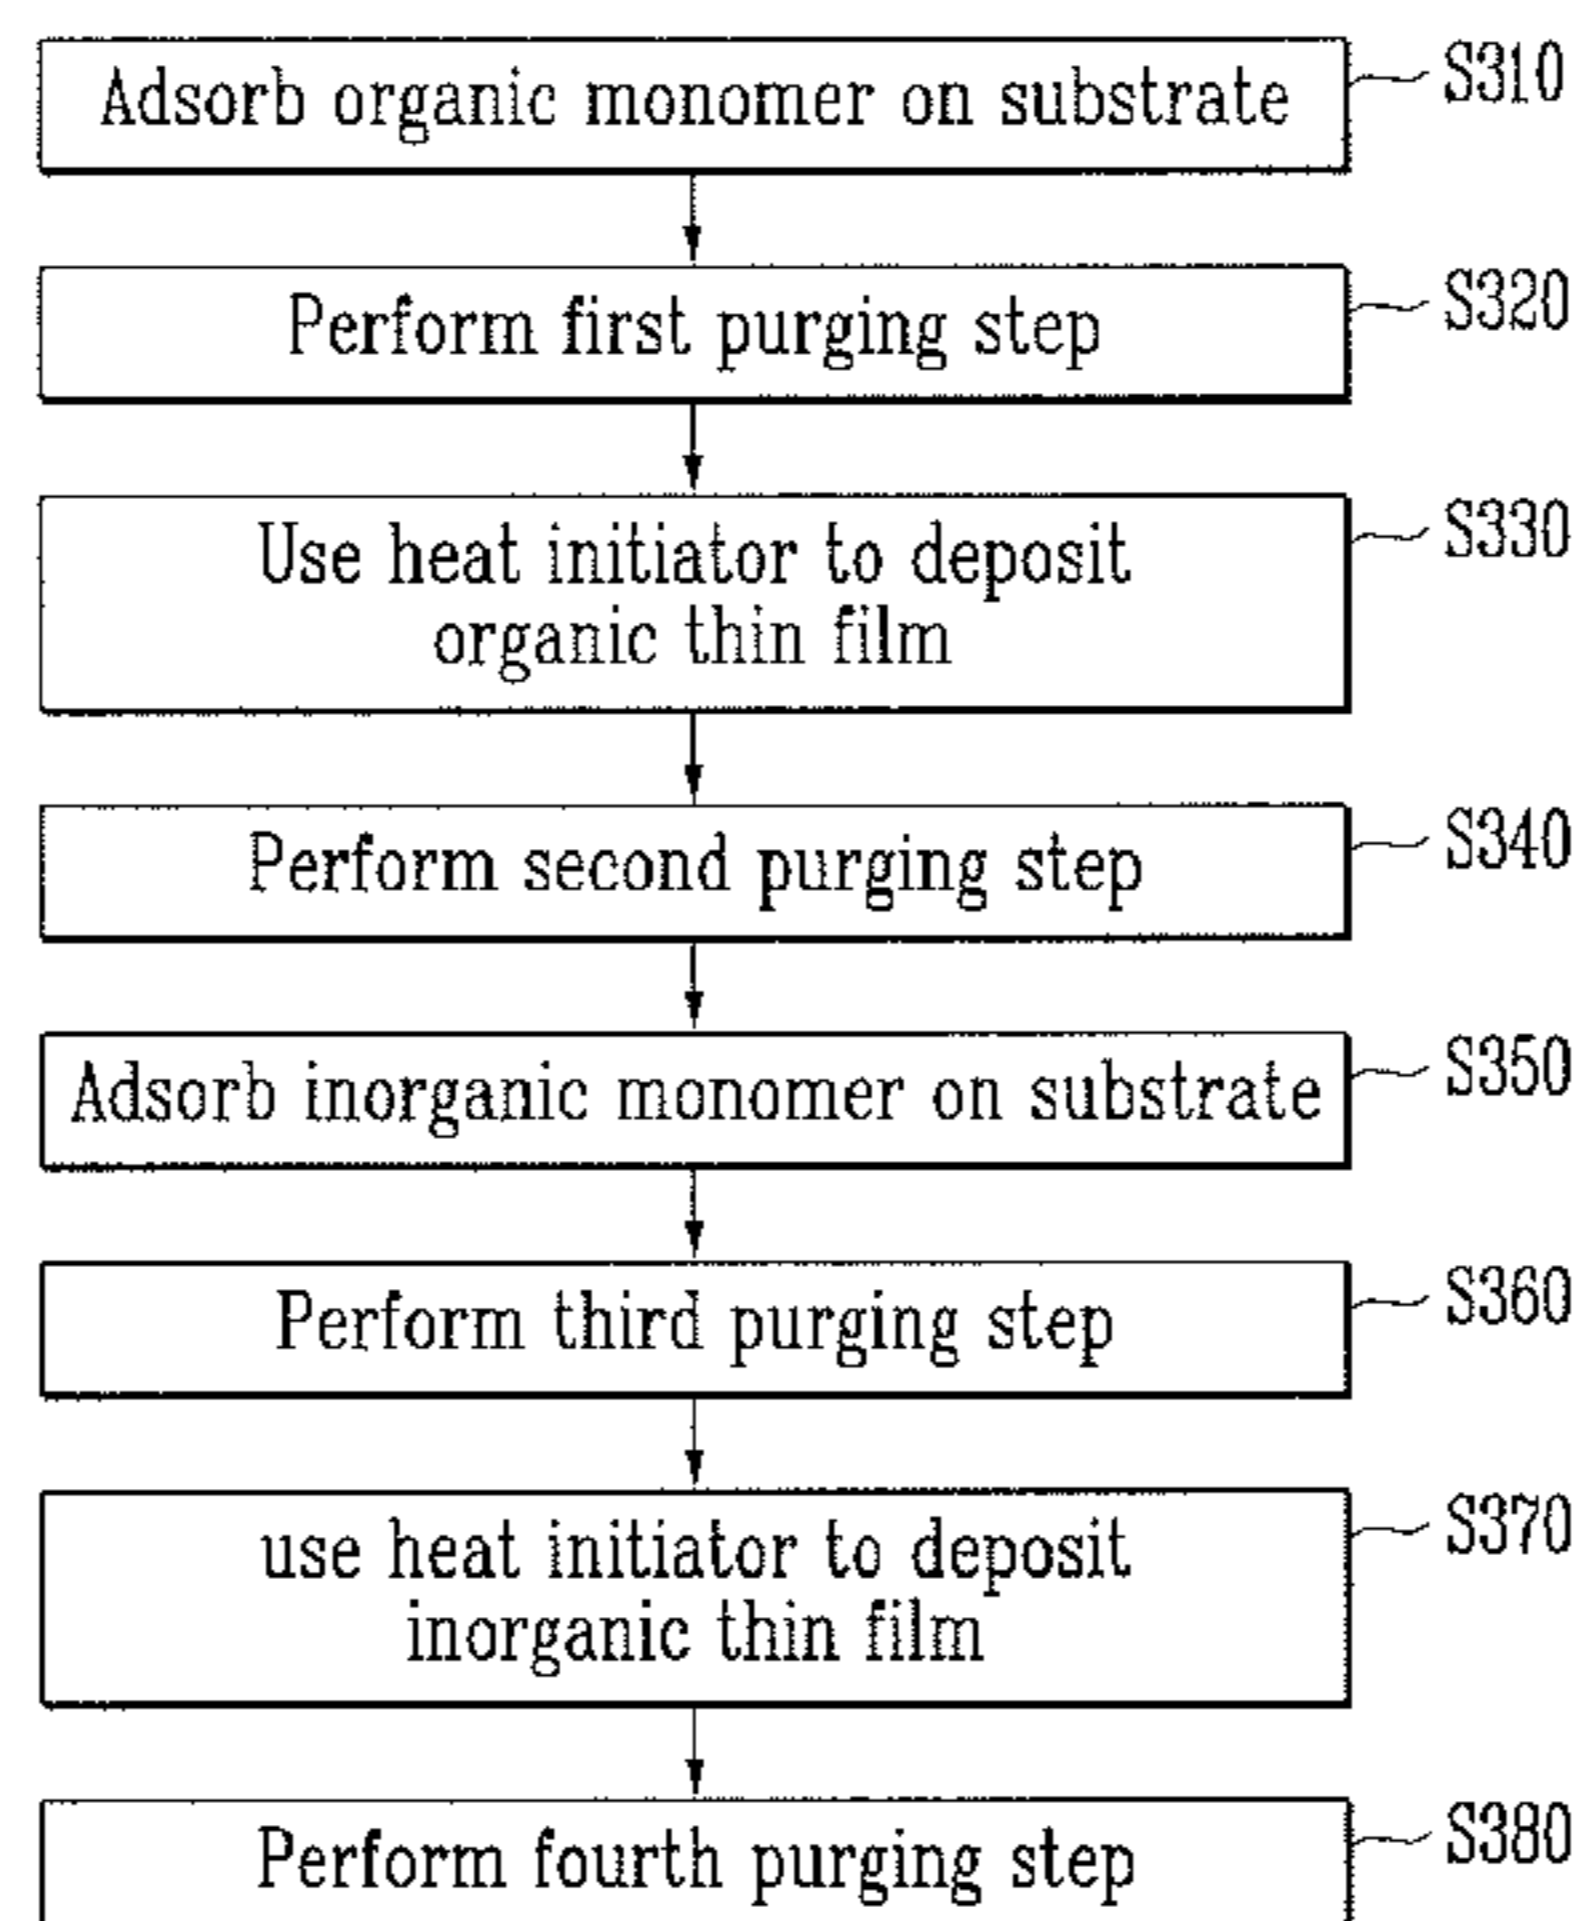 Adsorb organic monomer on substrate
S310
Perform first purging step
S320
Use heat initiator to deposit
organic thin film
S330
Perform second purging step
S340
Adsorb inorganic monomer on substrate
S350
Perform third purging step
S360
use heat initiator to deposit
inorganic thin film
S370
Perform fourth purging step
S380